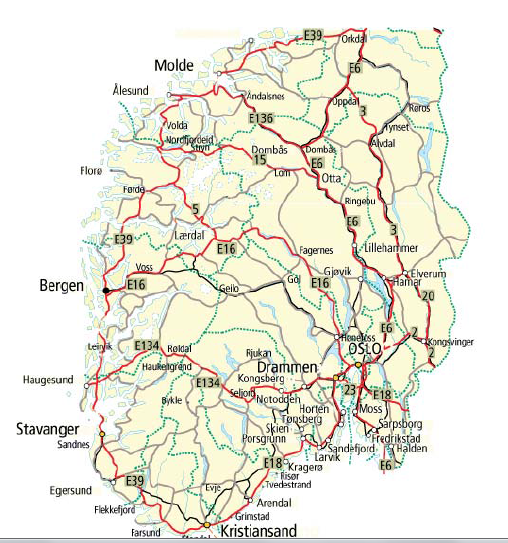 E39
Orkdal
Molde
E6
Ålesund
Åndalsnes
Oppdal
3
Røros
E136
Tynset
Volda
Nordfjordeid
Stryn
Dombås
Dombås
Alvdal
15
E6
Lom
Otta
Florø
Førde
Ringebu
5
E6
3
Lærdal
E39
E16
Fagernes
Lillehammer
Voss
Gjøvik
Elverum
Bergen
E16
Geilo
Gol
E16
Hamar
20
E6
2
Leirvik
E134
Røldal
Hønefoss
OSLO
Kongsvinger
Rjukan
2
Haukeligrend
Drammen
Haugesund
E134
Kongsberg
Seljord
Notodden
23
E18
Bykle
Horten
Moss
Stavanger
Tønsberg
Skien
Sarpsborg
Sandnes
Porsgrunn
Fredrikstad
Sandefjord
Halden
Larvik
E18
E6
Kragerø
Egersund
E39
Evje
Risør
Tvedestrand
Arendal
Flekkefjord
Grimstad
Farsund
Kristiansand